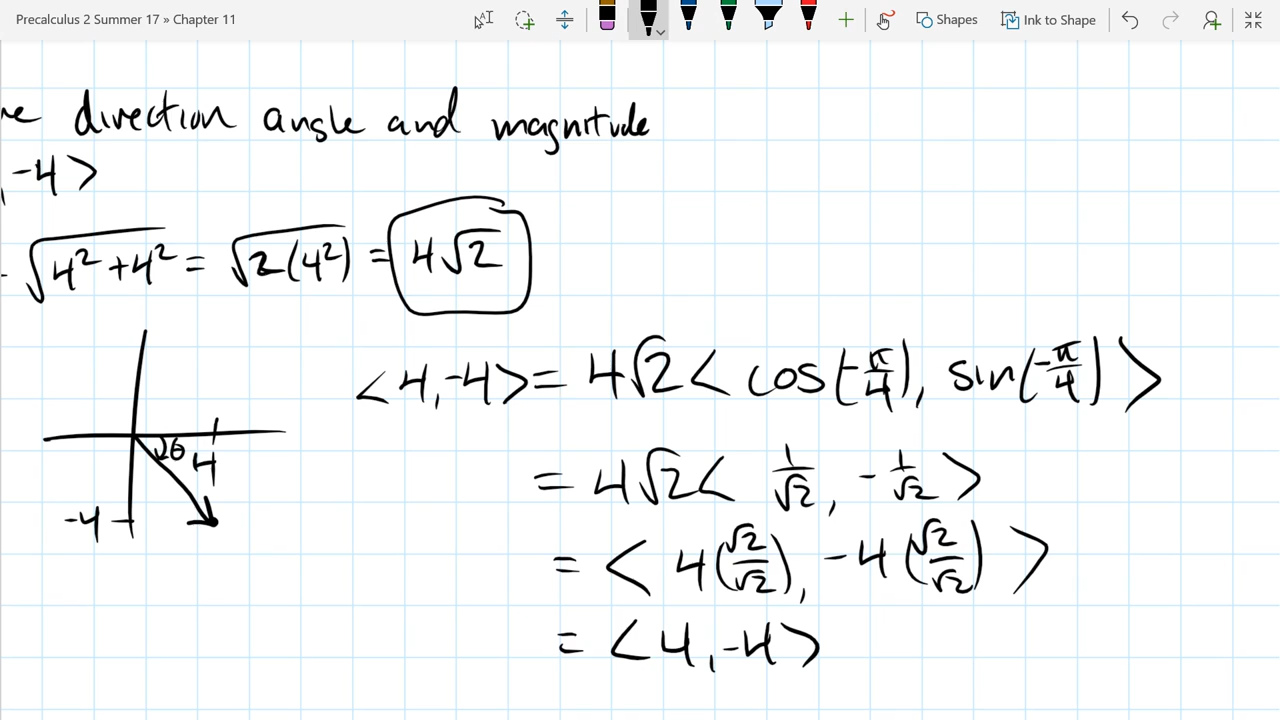 Precalculus 2 Summer 17 » Chapter 11
Shapes
Ink to Shape
direction angle and magnitude
, -4 >
√(4² + 4²) = √(2(4²)) = 4√2
< 4, -4 > = 4√2 < cos(-π/4), sin(-π/4) >
θ
4
-4
= 4√2 < 1/√2, -1/√2 >
= < 4(√2/√2), -4(√2/√2) >
= < 4, -4 >